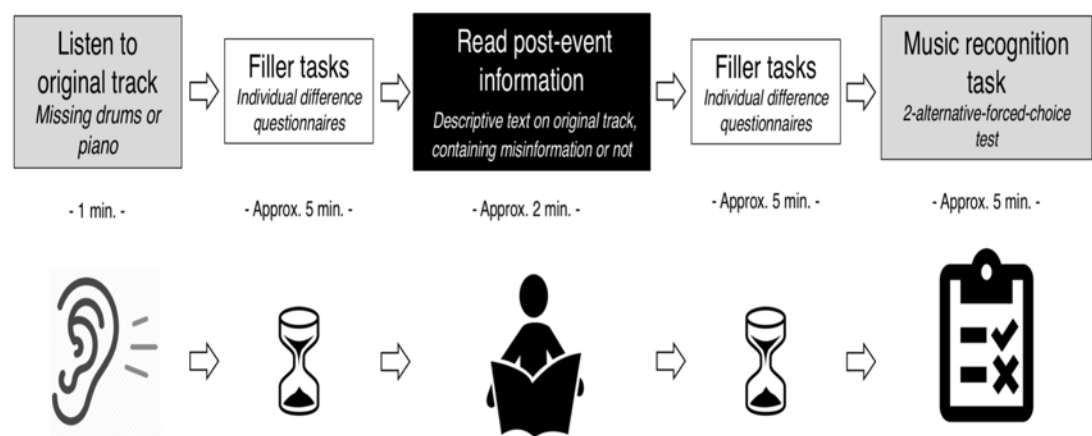 Listen to
original track
Missing drums or
piano
Filler tasks
Individual difference
questionnaires
Read post-event
information
Descriptive text on original track,
containing misinformation or not
Filler tasks
Individual difference
questionnaires
Music recognition
task
2-alternative-forced-choice
test
- 1 min. -
- Approx. 5 min. -
- Approx. 2 min. -
- Approx. 5 min. -
- Approx. 5 min. -